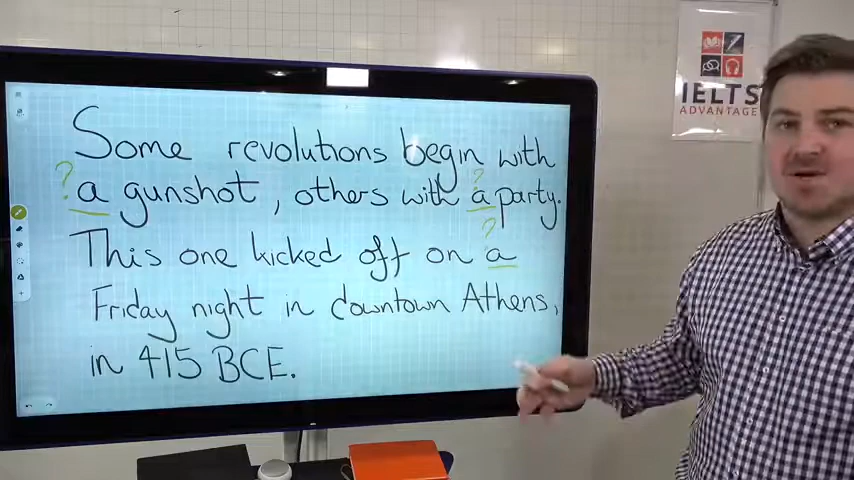 Some revolutions begin with
?
?
a gunshot, others with a party.
?
This one kicked off on a
Friday night in downtown Athens,
in 415 BCE.
IELTS
ADVANTAGE